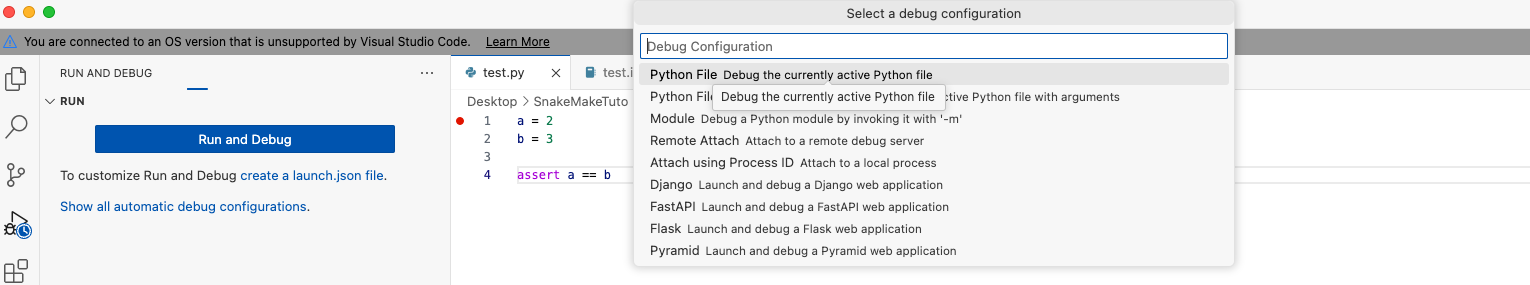 Select a debug configuration
You are connected to an OS version that is unsupported by Visual Studio Code. Learn More
Debug Configuration
RUN AND DEBUG
RUN
Run and Debug
To customize Run and Debug create a launch.json file.
Show all automatic debug configurations.
test.py
test.i
Desktop > SnakeMakeTuto
1 a = 2
2 b = 3
3
4 assert a == b
Python File Debug the currently active Python file
Python File ctive Python file with arguments
Debug the currently active Python file
Module Debug a Python module by invoking it with '-m'
Remote Attach Attach to a remote debug server
Attach using Process ID Attach to a local process
Django Launch and debug a Django web application
FastAPI Launch and debug a FastAPI web application
Flask Launch and debug a Flask web application
Pyramid Launch and debug a Pyramid web application